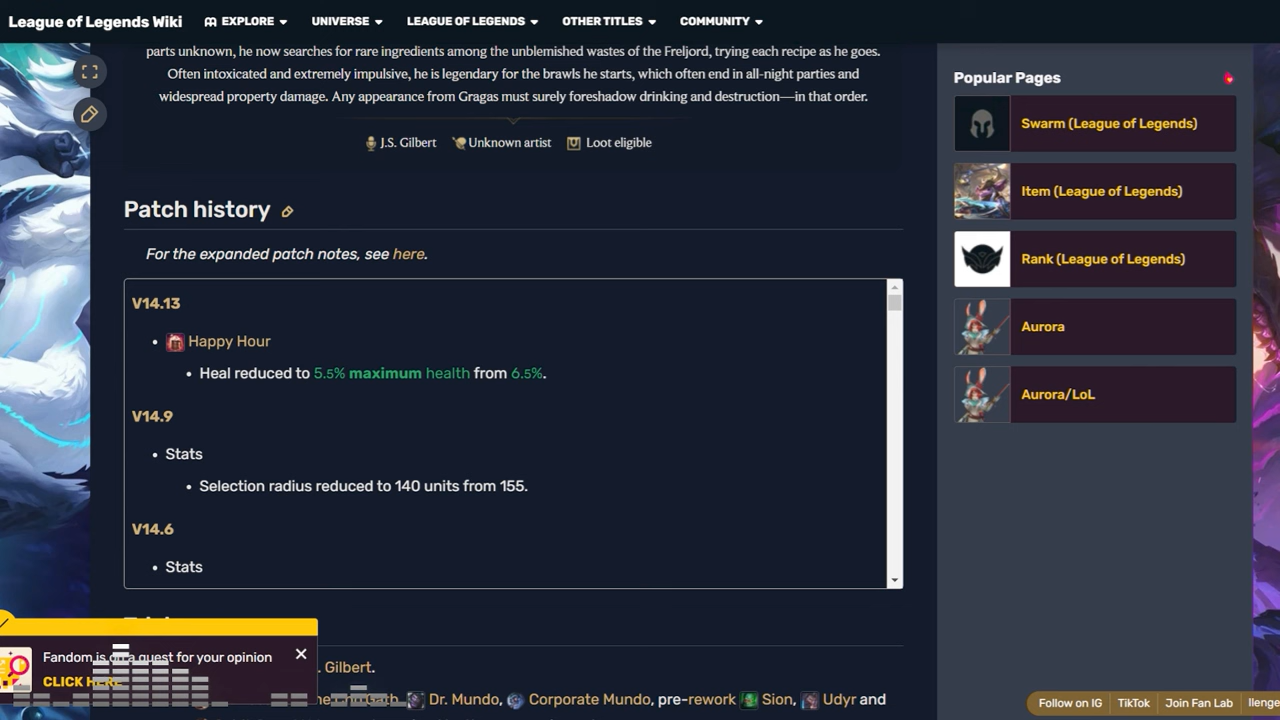 League of Legends Wiki
EXPLORE
UNIVERSE
LEAGUE OF LEGENDS
OTHER TITLES
COMMUNITY
parts unknown, he now searches for rare ingredients among the unblemished wastes of the Freljord, trying each recipe as he goes.
Often intoxicated and extremely impulsive, he is legendary for the brawls he starts, which often end in all-night parties and
widespread property damage. Any appearance from Gragas must surely foreshadow drinking and destruction—in that order.
J.S. Gilbert Unknown artist Loot eligible
Patch history
For the expanded patch notes, see here.
V14.13
• Happy Hour
• Heal reduced to 5.5% maximum health from 6.5%.
V14.9
• Stats
• Selection radius reduced to 140 units from 155.
V14.6
• Stats
Gilbert.
Dr. Mundo, Corporate Mundo, pre-rework Sion, Udyr and
Fandom is on a quest for your opinion
CLICK HERE
Popular Pages
Swarm (League of Legends)
Item (League of Legends)
Rank (League of Legends)
Aurora
Aurora/LoL
Follow on IG
TikTok
Join Fan Lab
llenge